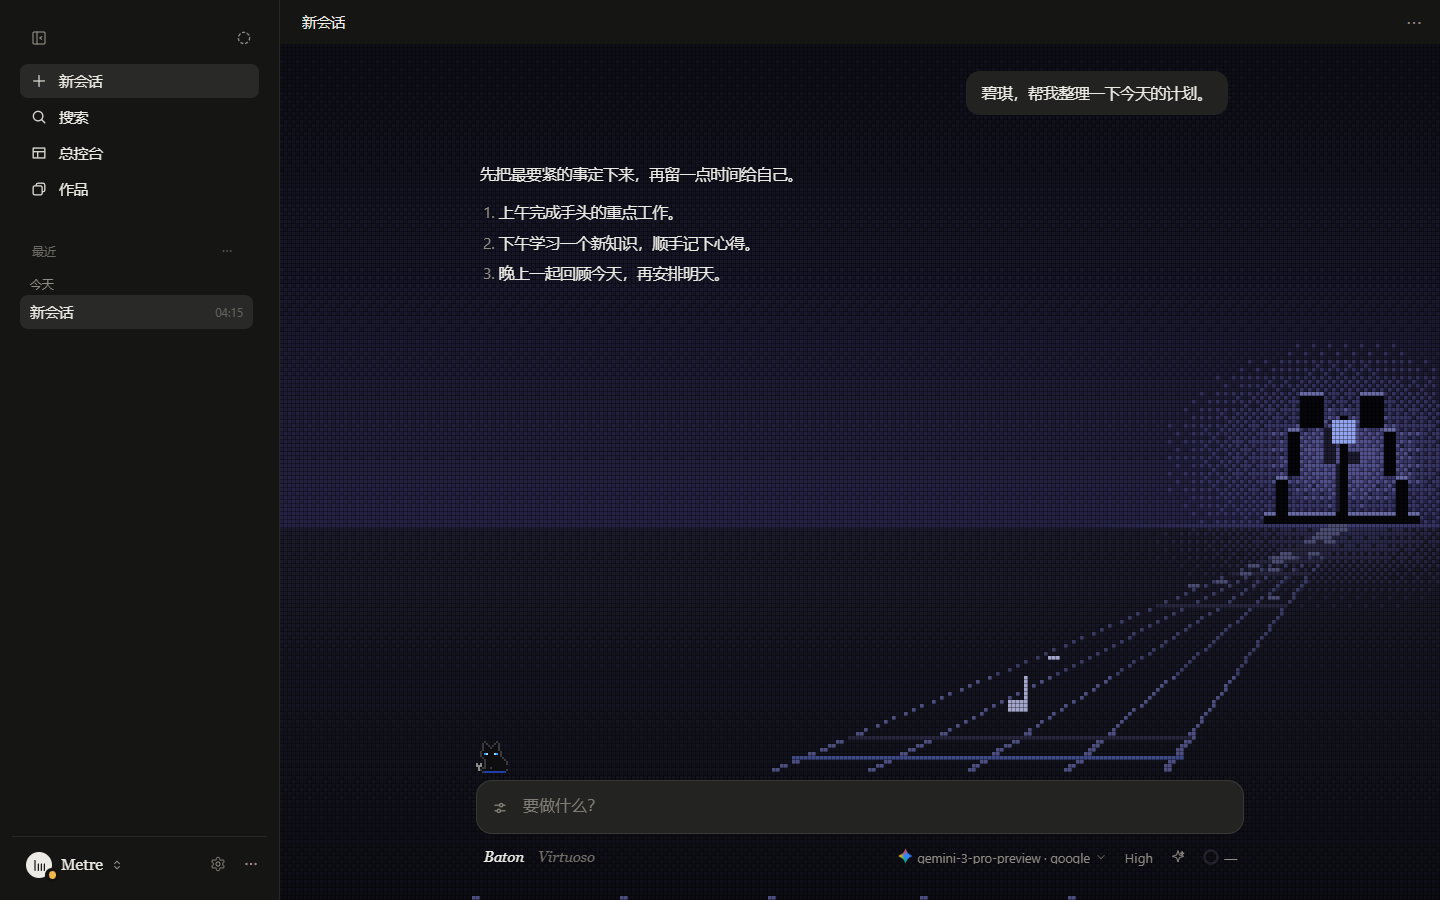 新会话
···
新会话
搜索
总控台
作品
最近
···
今天
新会话 04:15
碧琪，帮我整理一下今天的计划。
先把最要紧的事定下来，再留一点时间给自己。
1. 上午完成手头的重点工作。
2. 下午学习一个新知识，顺手记下心得。
3. 晚上一起回顾今天，再安排明天。
要做什么？
Baton Virtuoso
gemini-3-pro-preview · google
High
—
Metre
···